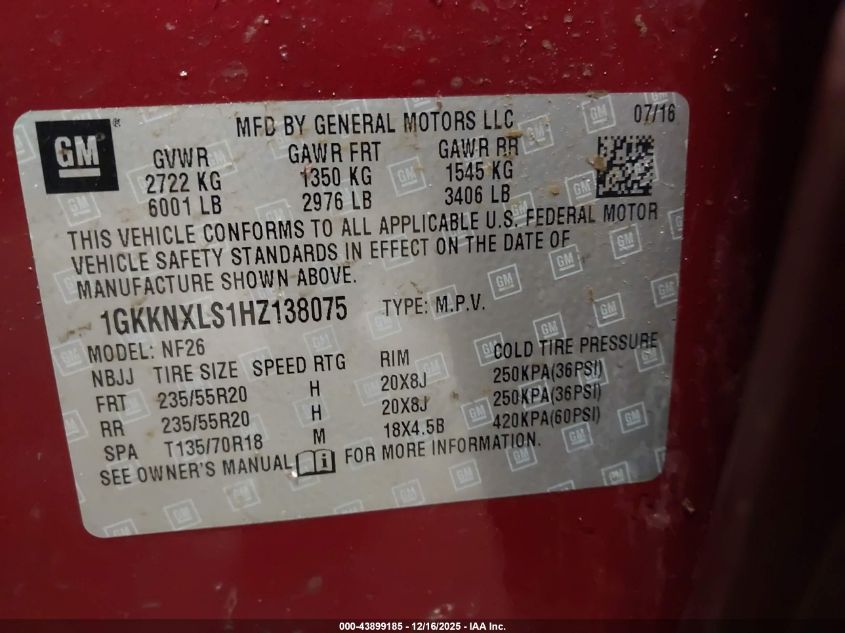 GM ® MFD BY GENERAL MOTORS LLC 07/16
GVWR GAWR FRT GAWR RR
2722 KG 1350 KG 1545 KG
6001 LB 2976 LB 3406 LB
THIS VEHICLE CONFORMS TO ALL APPLICABLE U.S. FEDERAL MOTOR
VEHICLE SAFETY STANDARDS IN EFFECT ON THE DATE OF
MANUFACTURE SHOWN ABOVE.
1GKKNXLS1HZ138075 TYPE: M.P.V.
MODEL: NF26
NBJJ TIRE SIZE SPEED RTG RIM COLD TIRE PRESSURE
FRT 235/55R20 H 20X8J 250KPA(36PSI)
RR 235/55R20 H 20X8J 250KPA(36PSI)
SPA T135/70R18 M 18X4.5B 420KPA(60PSI)
SEE OWNER'S MANUAL i FOR MORE INFORMATION.
000-43899185 - 12/16/2025 - IAA Inc.